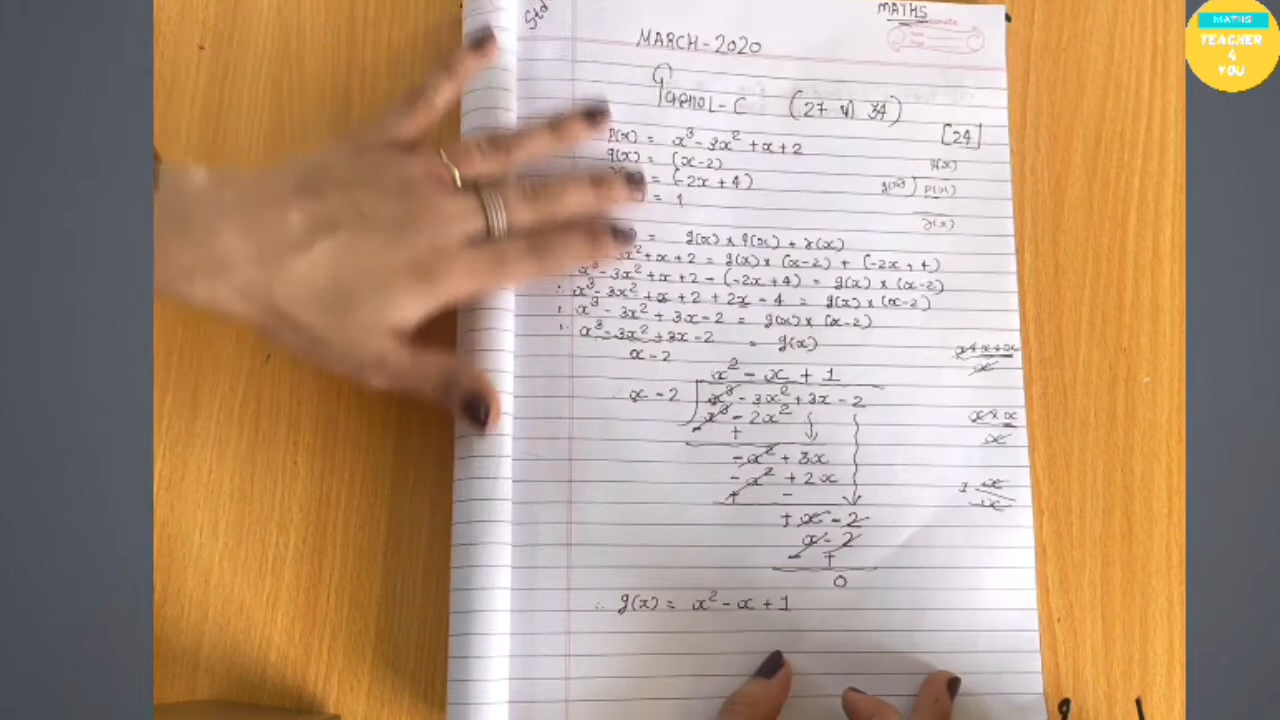 MATHS
TEACHER
4
YOU
Std
MATHS
MARCH-2020
C (27 34) [24]
p(x) = x³ - 3x² + x + 2
q(x) = (x-2)
= (-2x + 4)
= 1
q(x)
g(x) ) p(x)
r(x)
= g(x) × q(x) + r(x)
3x² + x + 2 = g(x) × (x-2) + (-2x + 4)
x³ - 3x² + x + 2 - (-2x + 4) = g(x) × (x-2)
∴ x³ - 3x² + x + 2 + 2x - 4 = g(x) × (x-2)
∴ x³ - 3x² + 3x - 2 = g(x) × (x-2)
∴ x³ - 3x² + 3x - 2 = g(x)
x - 2
x² - x + 1
x - 2 x³ - 3x² + 3x - 2
x³ - 2x²
- +
-x² + 3x
-x² + 2x
+ -
+ x - 2
x - 2
- +
0
∴ g(x) = x² - x + 1